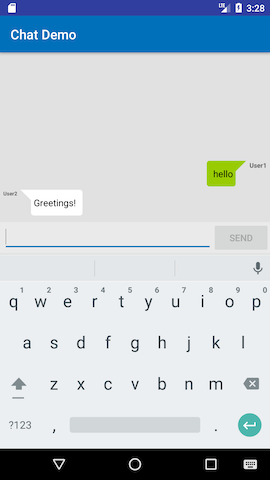 LTE 3:28
Chat Demo
User1
hello
User2
Greetings!
SEND
1 2 3 4 5 6 7 8 9 0
q w e r t y u i o p
a s d f g h j k l
z x c v b n m
?123 , .